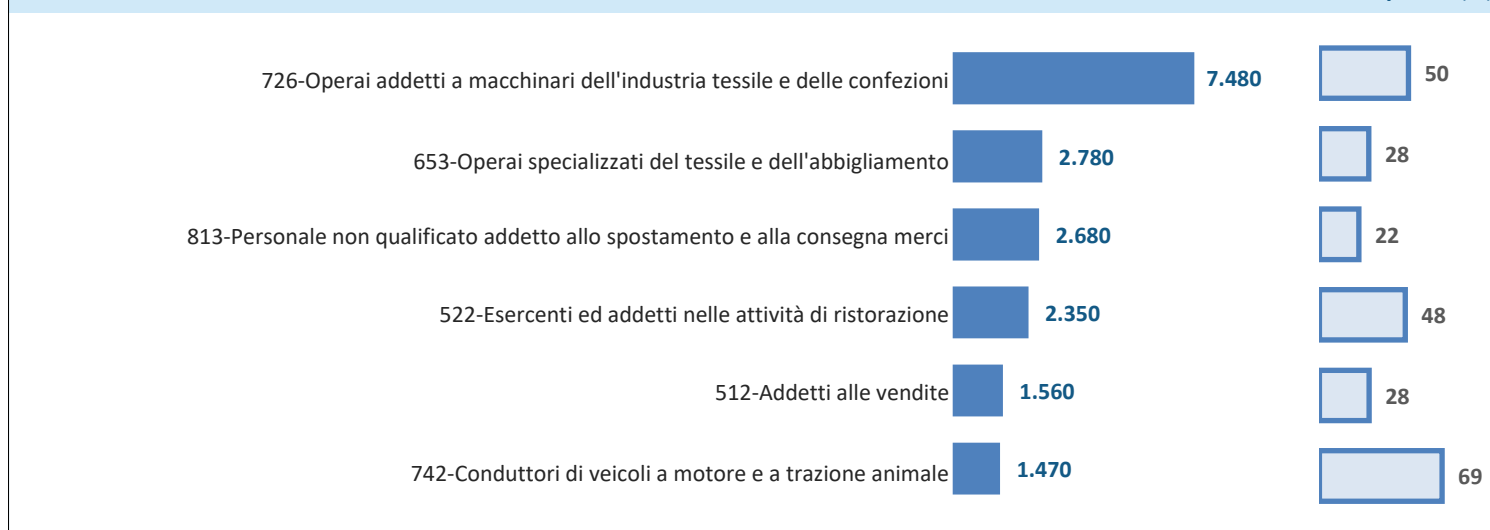 726-Operai addetti a macchinari dell'industria tessile e delle confezioni 7.480 50
653-Operai specializzati del tessile e dell'abbigliamento 2.780 28
813-Personale non qualificato addetto allo spostamento e alla consegna merci 2.680 22
522-Esercenti ed addetti nelle attività di ristorazione 2.350 48
512-Addetti alle vendite 1.560 28
742-Conduttori di veicoli a motore e a trazione animale 1.470 69